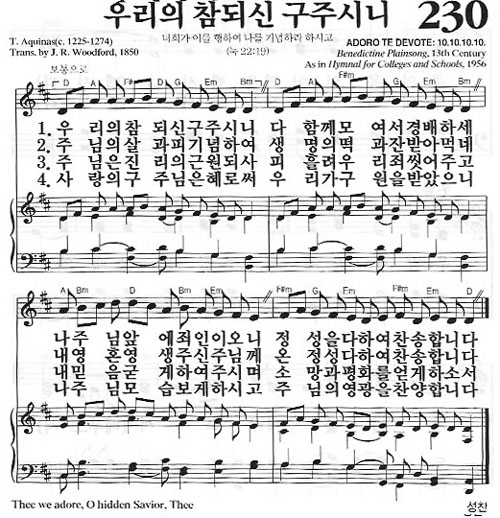 우리의 참되신 구주시니 230
T. Aquinas(c. 1225-1274)
Trans. by J. R. Woodford, 1850
너희가 이를 행하여 나를 기념하라 하시고
(눅 22:19)
ADORO TE DEVOTE: 10.10.10.10.
Benedictine Plainsong, 13th Century
As in Hymnal for Colleges and Schools, 1956
보통으로
D A Bm D A D F#m G Em D
1. 우 리의참 되신구주시니 다 함께모 여서경배하세
2. 주 님의살 과피기념하여 생 명의떡 과잔받아먹네
3. 주 님은진 리의근원되사 피 흘려우 리죄씻어주고
4. 사 랑의구 주님은혜로써 우리가구 원을받았으니
A Bm D A Em Bm F#m G F#m Em D
나주 님앞 에죄인이오니 정 성을다하여찬송합니다
내영 혼영 생주신주님께 온 정성다하여찬송합니다
내믿 음굳 게하여주시며 소 망과평화를얻게하소서
나주 님모 습보게하시고 주 님의영광을찬양합니다
Thee we adore, O hidden Savior, Thee
성찬